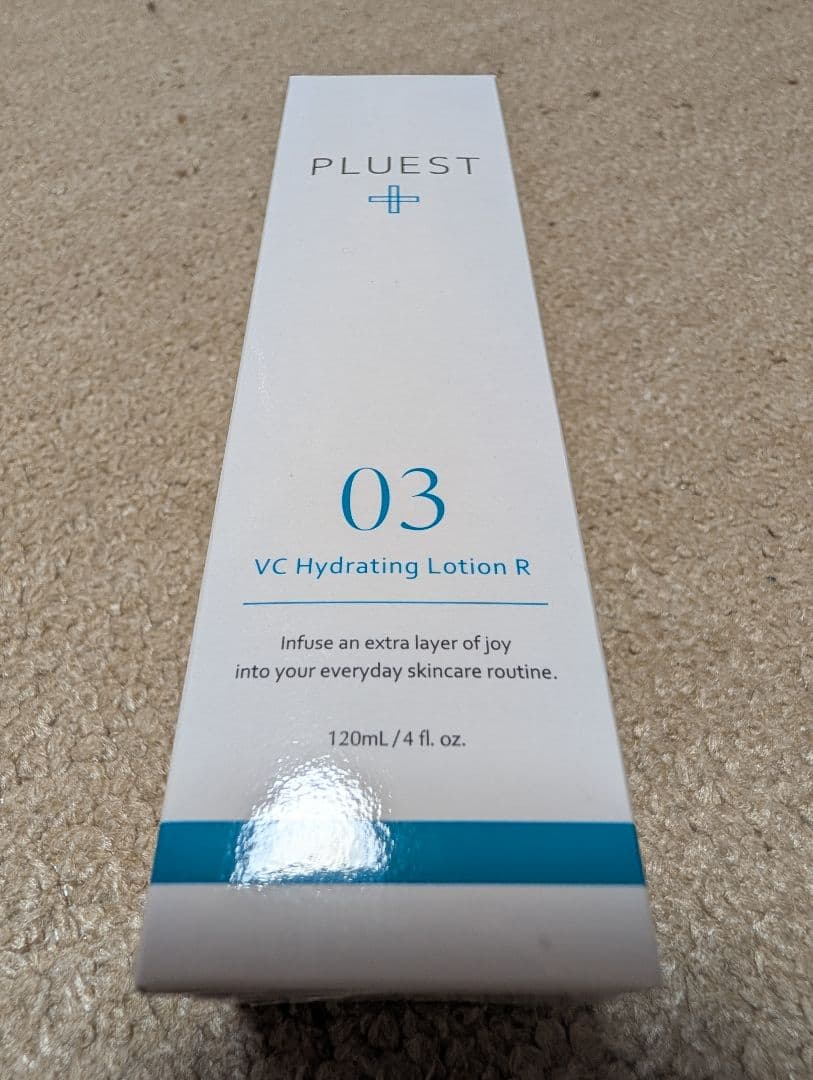 PLUEST
03
VC Hydrating Lotion R
Infuse an extra layer of joy
into your everyday skincare routine.
120mL / 4 fl. oz.